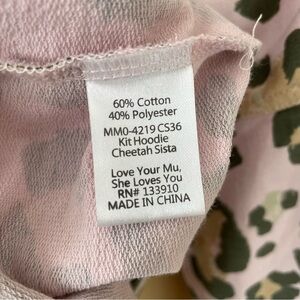 60% Cotton
40% Polyester
MM0-4219 CS36
Kit Hoodie
Cheetah Sista
Love Your Mu,
She Loves You
RN# 133910
MADE IN CHINA